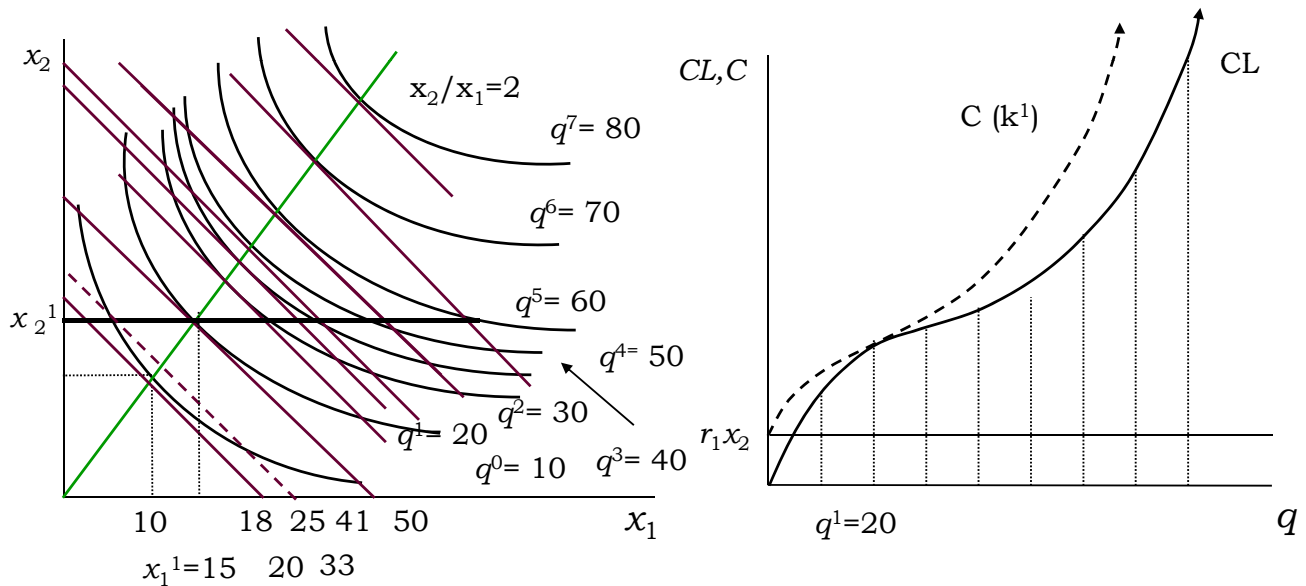 x₂
x₂/x₁=2
q⁷= 80
q⁶= 70
x₂¹
q⁵= 60
q⁴= 50
q²= 30
q¹= 20
q⁰= 10
q³= 40
10 18 25 41 50 x₁
x₁¹=15 20 33
CL,C
CL
C (k¹)
r₁x₂
q¹=20
q